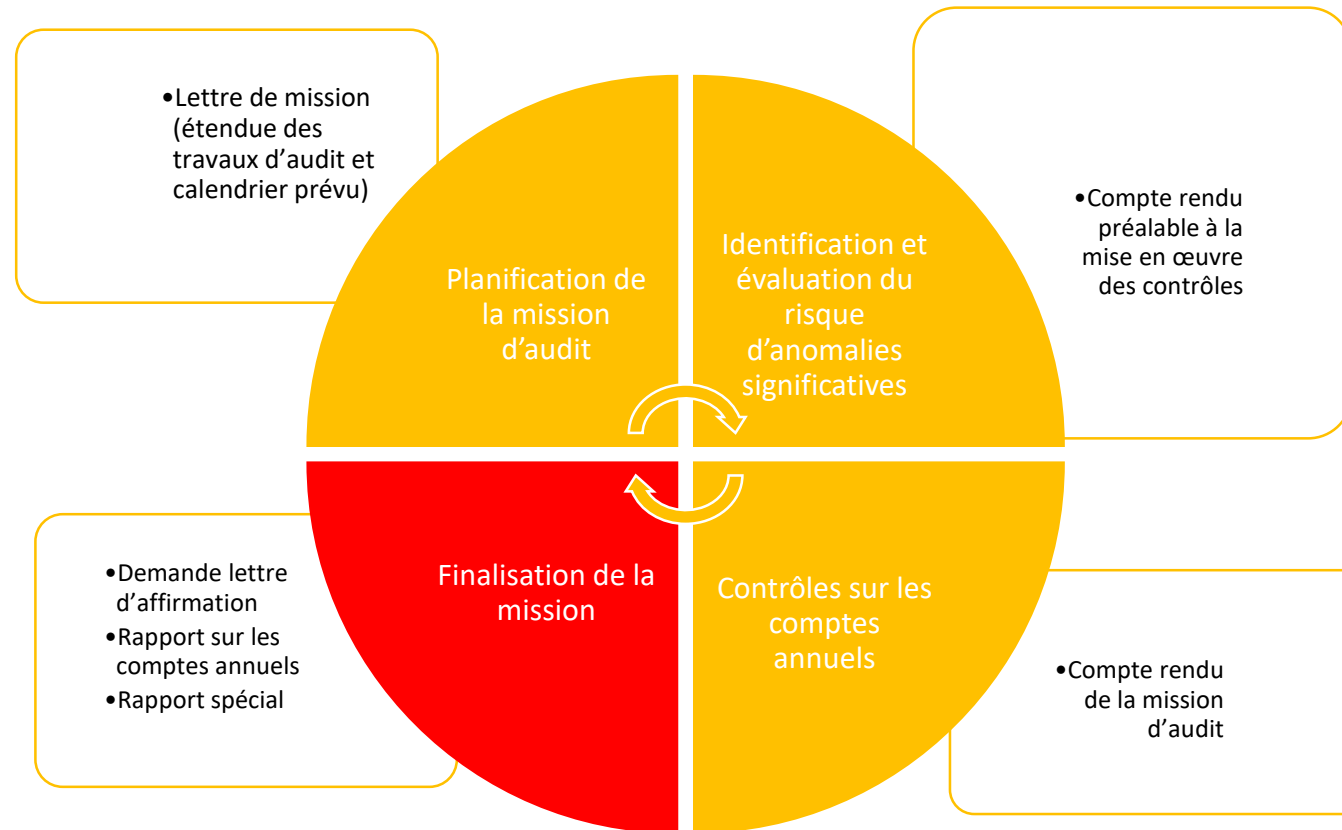 •Lettre de mission
(étendue des
travaux d’audit et
calendrier prévu)
Planification de
la mission
d’audit
Identification et
évaluation du
risque
d’anomalies
significatives
•Compte rendu
préalable à la
mise en œuvre
des contrôles
•Demande lettre
d’affirmation
•Rapport sur les
comptes annuels
•Rapport spécial
Finalisation de la
mission
Contrôles sur les
comptes
annuels
•Compte rendu
de la mission
d’audit